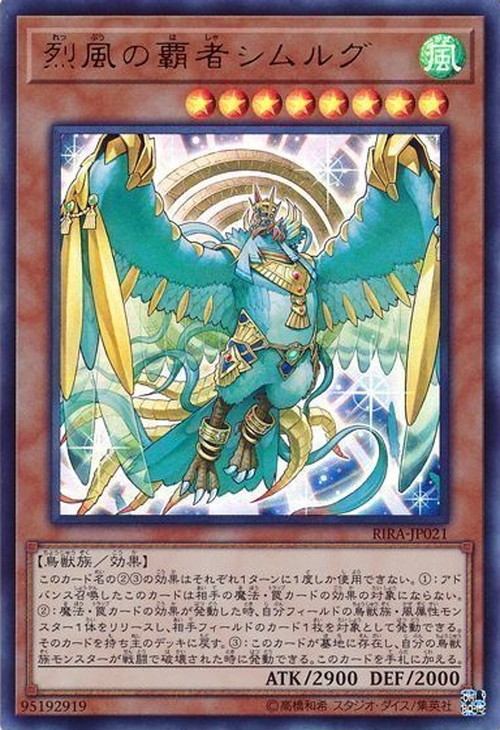 烈風の覇者シムルグ
風
RIRA-JP021
【鳥獣族／効果】
このカード名の②③の効果はそれぞれ1ターンに1度しか使用できない。①：アド
バンス召喚したこのカードは相手の魔法・罠カードの効果の対象にならない。
②：魔法・罠カードの効果が発動した時、自分フィールドの鳥獣族・風属性モン
スター1体をリリースし、相手フィールドのカード1枚を対象として発動できる。
そのカードを持ち主のデッキに戻す。③：このカードが墓地に存在し、自分の鳥獣
族モンスターが戦闘で破壊された時に発動できる。このカードを手札に加える。
ATK/2900 DEF/2000
95192919
©高橋和希 スタジオ・ダイス/集英社